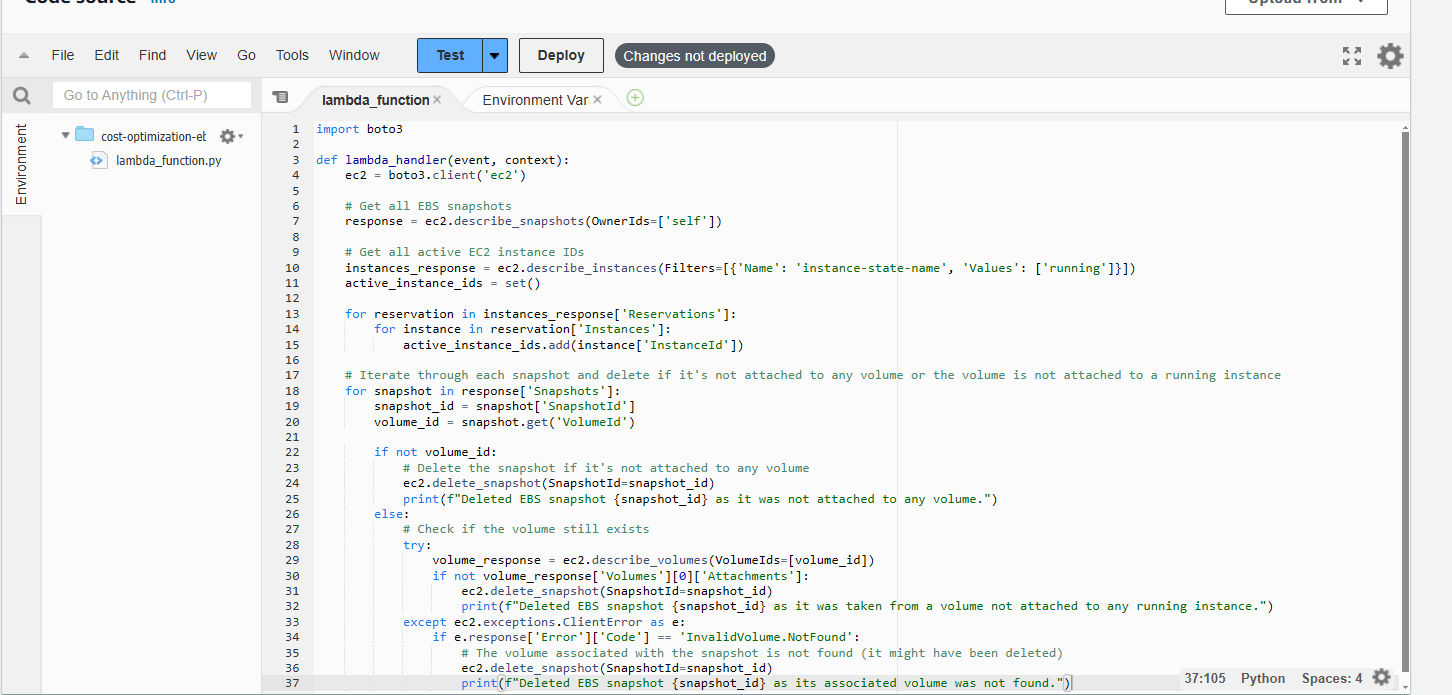 Code source Info
Upload from
File Edit Find View Go Tools Window Test Deploy Changes not deployed
Go to Anything (Ctrl-P)
lambda_function Environment Var
Environment
cost-optimization-eb
lambda_function.py
1 import boto3
2
3 def lambda_handler(event, context):
4 ec2 = boto3.client('ec2')
5
6 # Get all EBS snapshots
7 response = ec2.describe_snapshots(OwnerIds=['self'])
8
9 # Get all active EC2 instance IDs
10 instances_response = ec2.describe_instances(Filters=[{'Name': 'instance-state-name', 'Values': ['running']}])
11 active_instance_ids = set()
12
13 for reservation in instances_response['Reservations']:
14 for instance in reservation['Instances']:
15 active_instance_ids.add(instance['InstanceId'])
16
17 # Iterate through each snapshot and delete if it's not attached to any volume or the volume is not attached to a running instance
18 for snapshot in response['Snapshots']:
19 snapshot_id = snapshot['SnapshotId']
20 volume_id = snapshot.get('VolumeId')
21
22 if not volume_id:
23 # Delete the snapshot if it's not attached to any volume
24 ec2.delete_snapshot(SnapshotId=snapshot_id)
25 print(f"Deleted EBS snapshot {snapshot_id} as it was not attached to any volume.")
26 else:
27 # Check if the volume still exists
28 try:
29 volume_response = ec2.describe_volumes(VolumeIds=[volume_id])
30 if not volume_response['Volumes'][0]['Attachments']:
31 ec2.delete_snapshot(SnapshotId=snapshot_id)
32 print(f"Deleted EBS snapshot {snapshot_id} as it was taken from a volume not attached to any running instance.")
33 except ec2.exceptions.ClientError as e:
34 if e.response['Error']['Code'] == 'InvalidVolume.NotFound':
35 # The volume associated with the snapshot is not found (it might have been deleted)
36 ec2.delete_snapshot(SnapshotId=snapshot_id)
37 print(f"Deleted EBS snapshot {snapshot_id} as its associated volume was not found.")
37:105 Python Spaces: 4